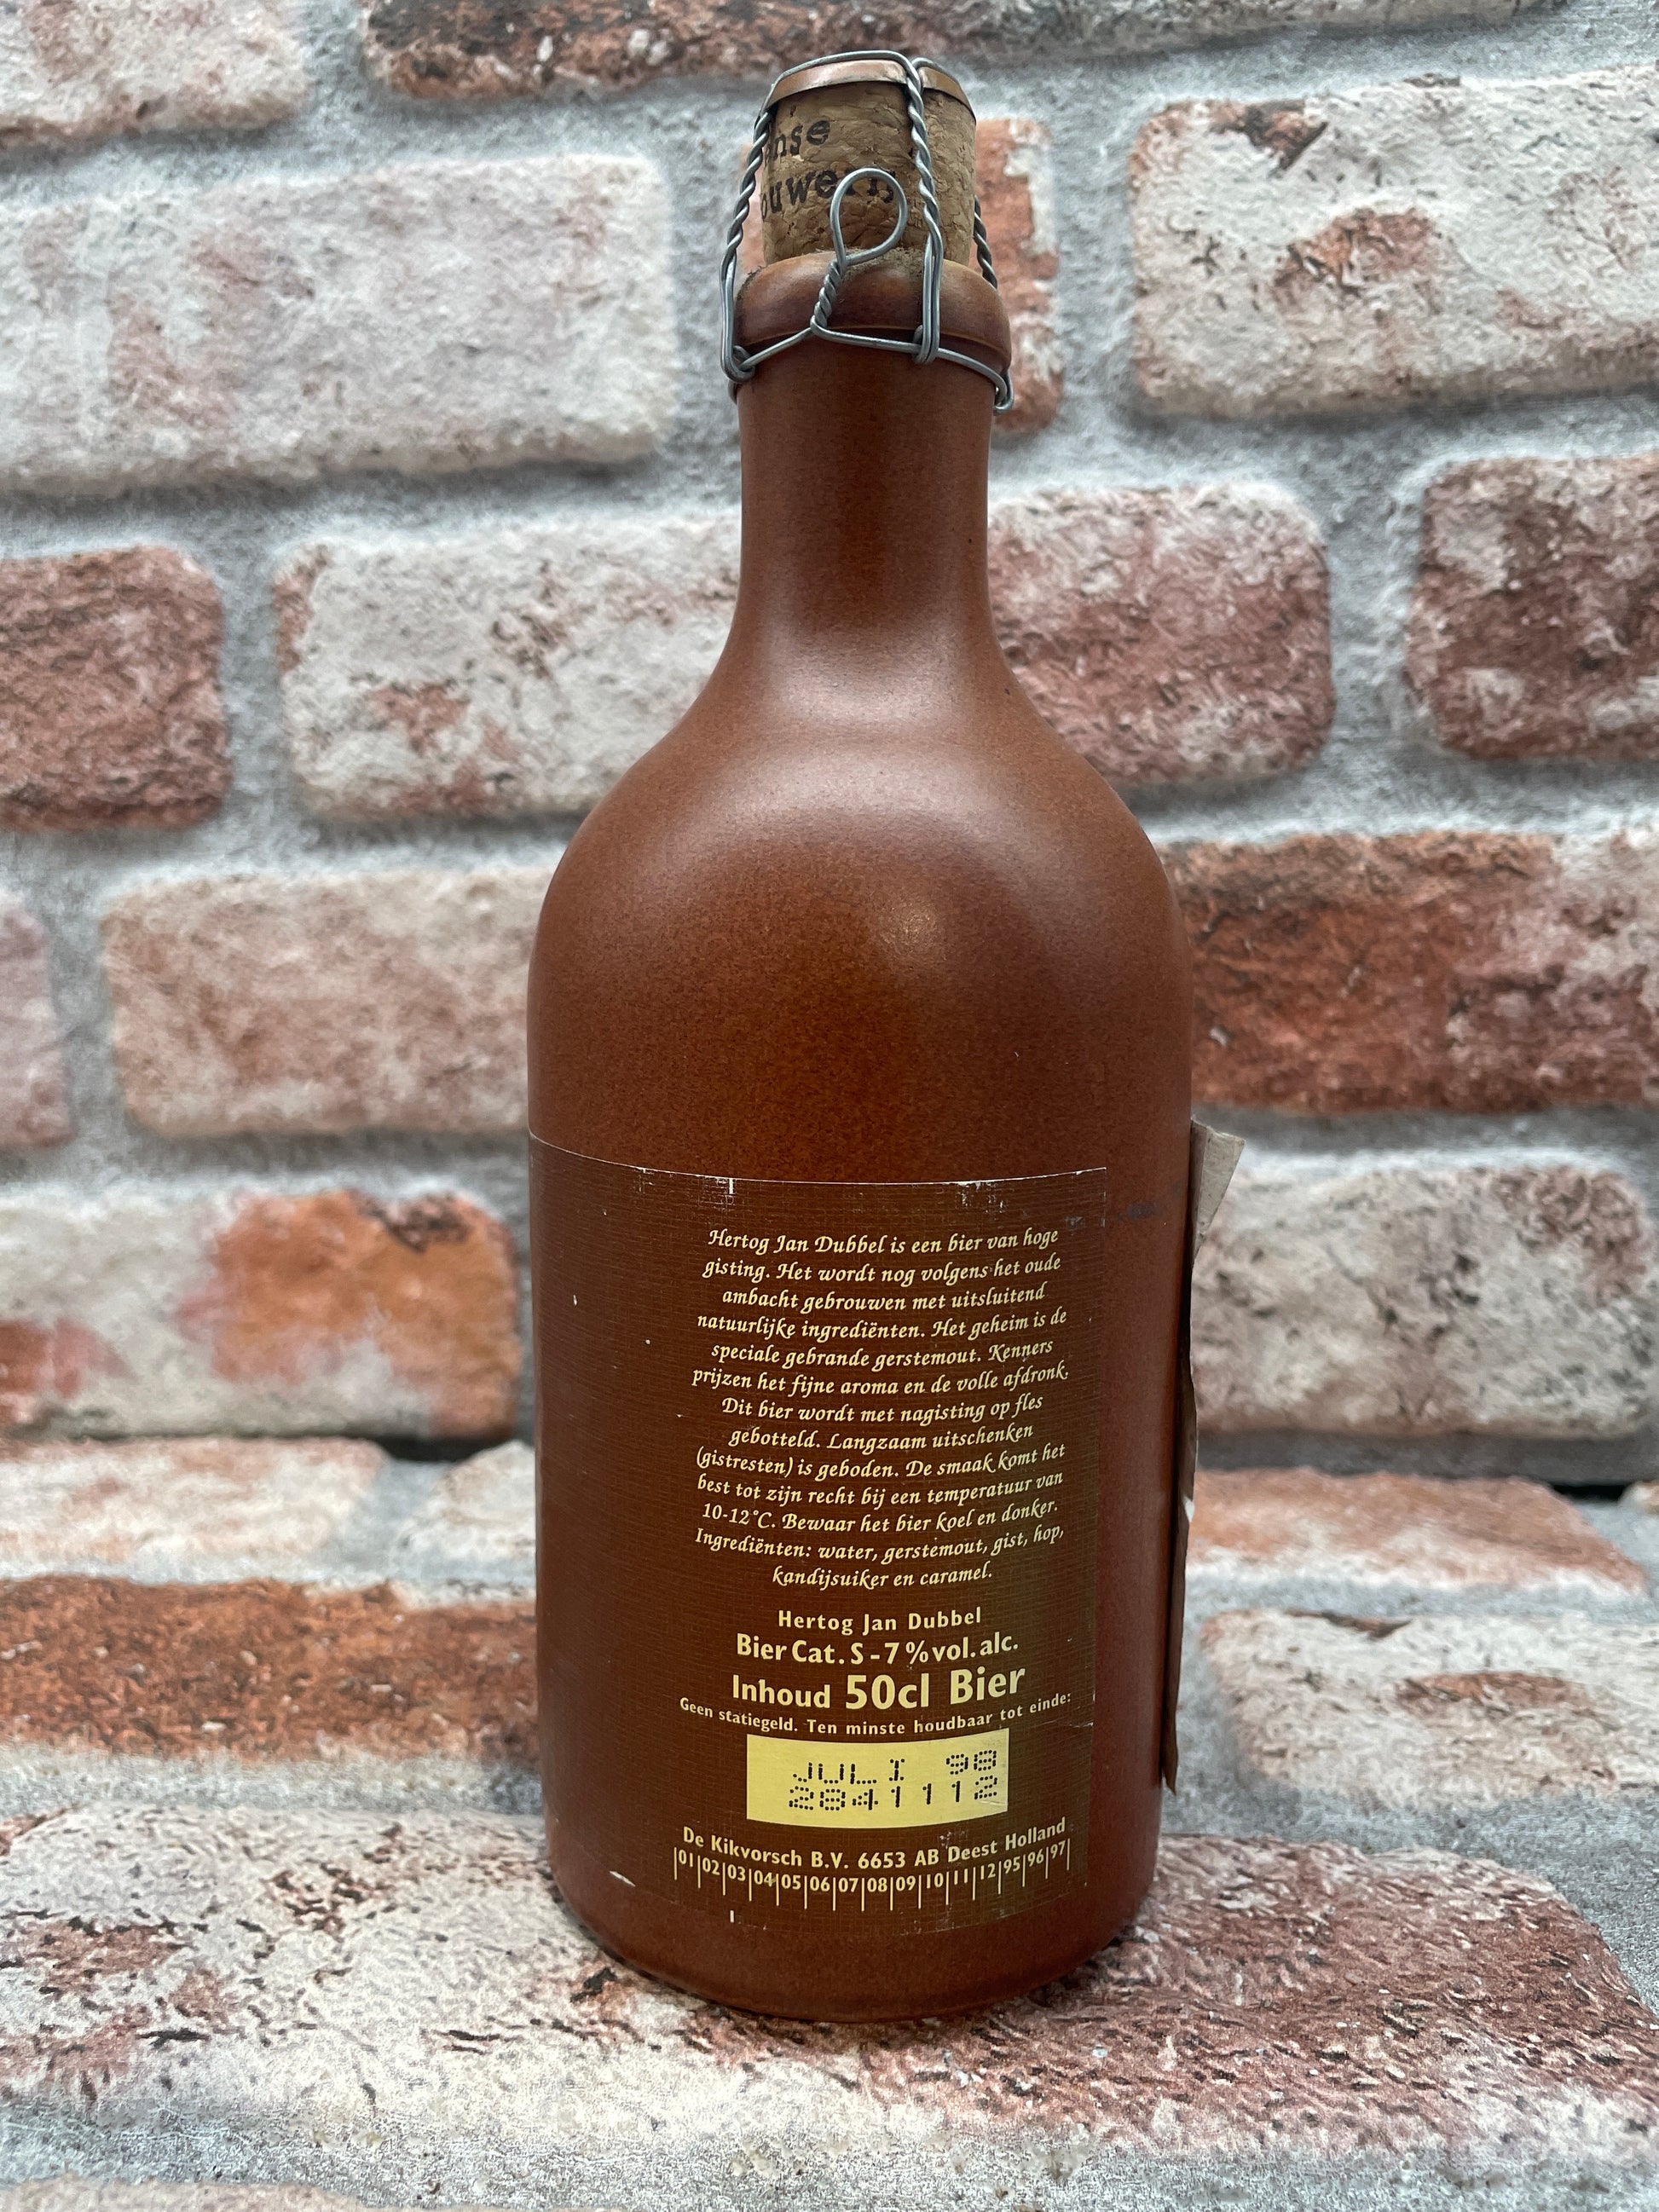 Hertog Jan Dubbel is een bier van hoge
gisting. Het wordt nog volgens het oude
ambacht gebrouwen met uitsluitend
natuurlijke ingrediënten. Het geheim is de
speciale gebrande gerstemout. Kenners
prijzen het fijne aroma en de volle afdronk.
Dit bier wordt met nagisting op fles
gebotteld. Langzaam uitschenken
(gistresten) is geboden. De smaak komt het
best tot zijn recht bij een temperatuur van
10-12°C. Bewaar het bier koel en donker.
Ingrediënten: water, gerstemout, gist, hop,
kandijsuiker en caramel.
Hertog Jan Dubbel
Bier Cat. S - 7 % vol. alc.
Inhoud 50cl Bier
Geen statiegeld. Ten minste houdbaar tot einde:
JULI 98
2841112
De Kikvorsch B.V. 6653 AB Deest Holland
|01|02|03|04|05|06|07|08|09|10|11|12|95|96|97|